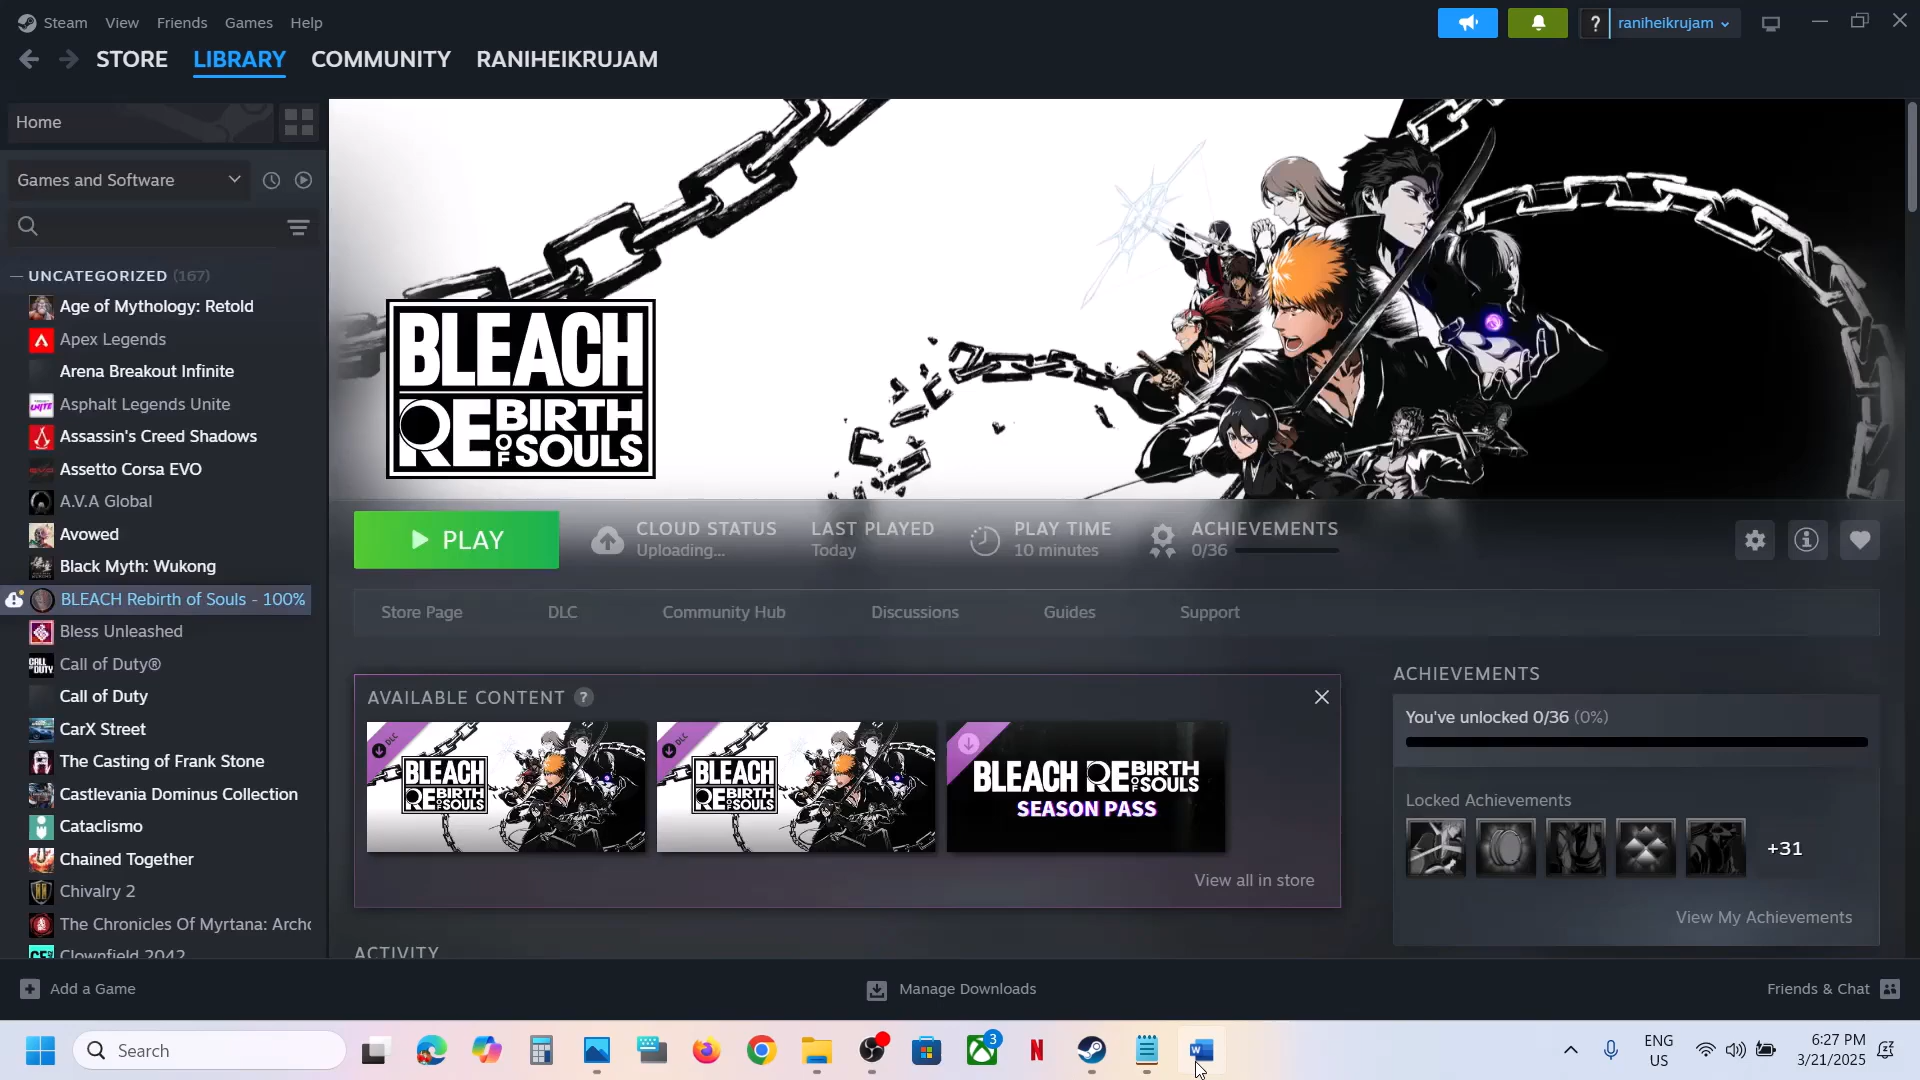 Steam View Friends Games Help
? raniheikrujam
STORE LIBRARY COMMUNITY RANIHEIKRUJAM
Home
Games and Software
UNCATEGORIZED (167)
Age of Mythology: Retold
Apex Legends
Arena Breakout Infinite
Asphalt Legends Unite
Assassin's Creed Shadows
Assetto Corsa EVO
A.V.A Global
Avowed
Black Myth: Wukong
BLEACH Rebirth of Souls - 100%
Bless Unleashed
Call of Duty®
Call of Duty
CarX Street
The Casting of Frank Stone
Castlevania Dominus Collection
Cataclismo
Chained Together
Chivalry 2
The Chronicles Of Myrtana: Archo
Clownfield 2042
BLEACH
REBIRTH
OF SOULS
PLAY
CLOUD STATUS
Uploading...
LAST PLAYED
Today
PLAY TIME
10 minutes
ACHIEVEMENTS
0/36
Store Page DLC Community Hub Discussions Guides Support
AVAILABLE CONTENT ?
DLC
BLEACH
REBIRTH
OF SOULS
DLC
BLEACH
REBIRTH
OF SOULS
BLEACH REBIRTH OF SOULS
SEASON PASS
View all in store
ACTIVITY
ACHIEVEMENTS
You've unlocked 0/36 (0%)
Locked Achievements
+31
View My Achievements
Add a Game
Manage Downloads
Friends & Chat
Search
3
ENG
US
6:27 PM
3/21/2025